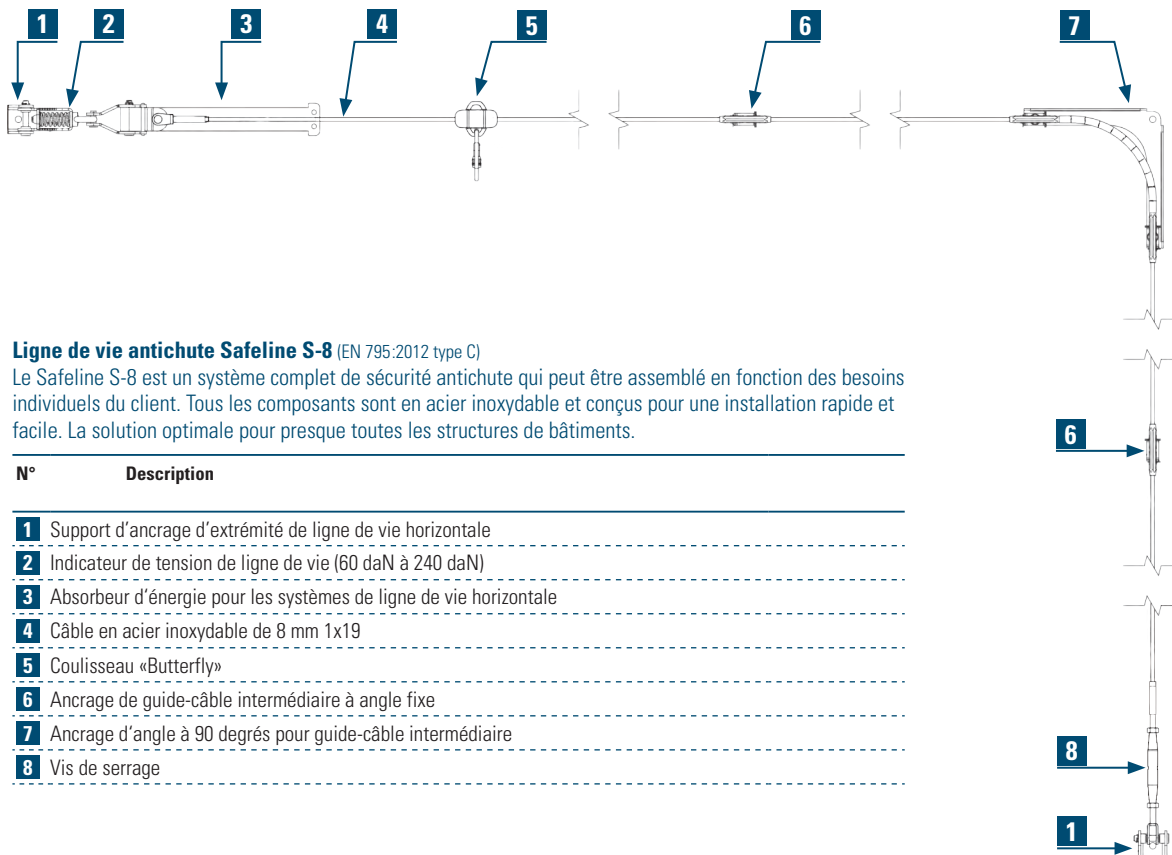 1 2 3 4 5 6 7
Ligne de vie antichute Safeline S-8 (EN 795:2012 type C)
Le Safeline S-8 est un système complet de sécurité antichute qui peut être assemblé en fonction des besoins
individuels du client. Tous les composants sont en acier inoxydable et conçus pour une installation rapide et
facile. La solution optimale pour presque toutes les structures de bâtiments.
N° Description
1 Support d’ancrage d’extrémité de ligne de vie horizontale
2 Indicateur de tension de ligne de vie (60 daN à 240 daN)
3 Absorbeur d’énergie pour les systèmes de ligne de vie horizontale
4 Câble en acier inoxydable de 8 mm 1x19
5 Coulisseau «Butterfly»
6 Ancrage de guide-câble intermédiaire à angle fixe
7 Ancrage d’angle à 90 degrés pour guide-câble intermédiaire
8 Vis de serrage
6
8
1